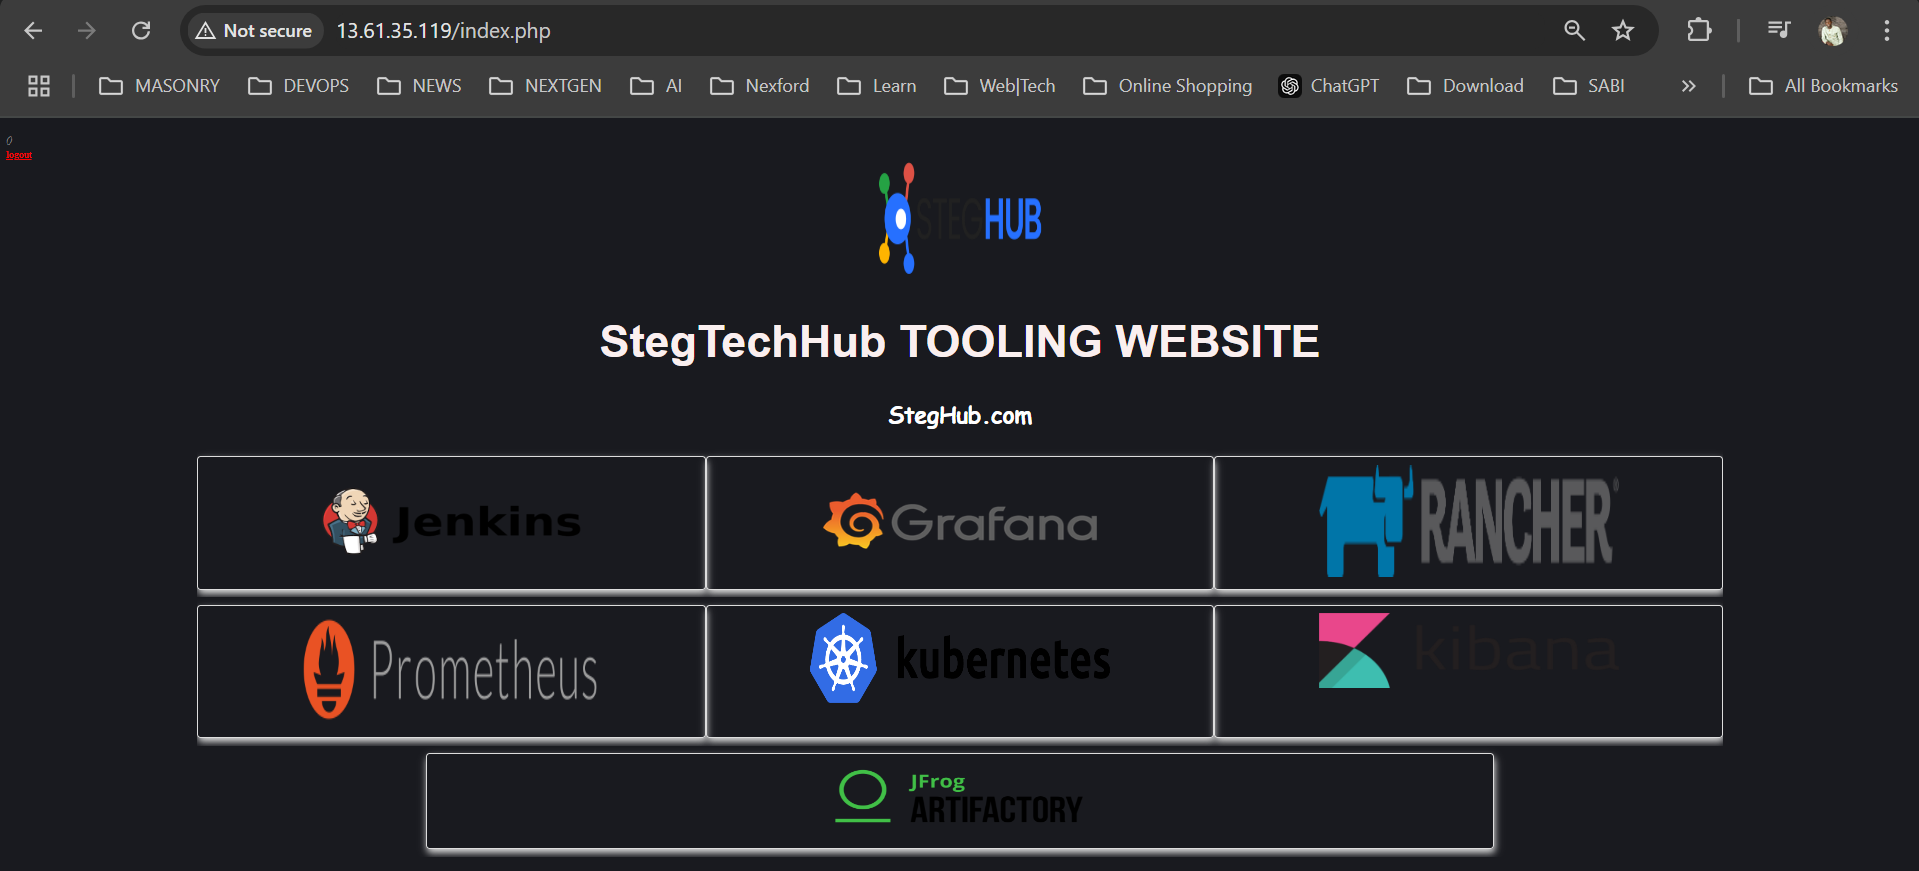 Not secure 13.61.35.119/index.php
MASONRY DEVOPS NEWS NEXTGEN AI Nexford Learn Web|Tech Online Shopping ChatGPT Download SABI » All Bookmarks
()
logout
STEGHUB
StegTechHub TOOLING WEBSITE
StegHub.com
Jenkins Grafana RANCHER®
Prometheus kubernetes kibana
JFrog
ARTIFACTORY